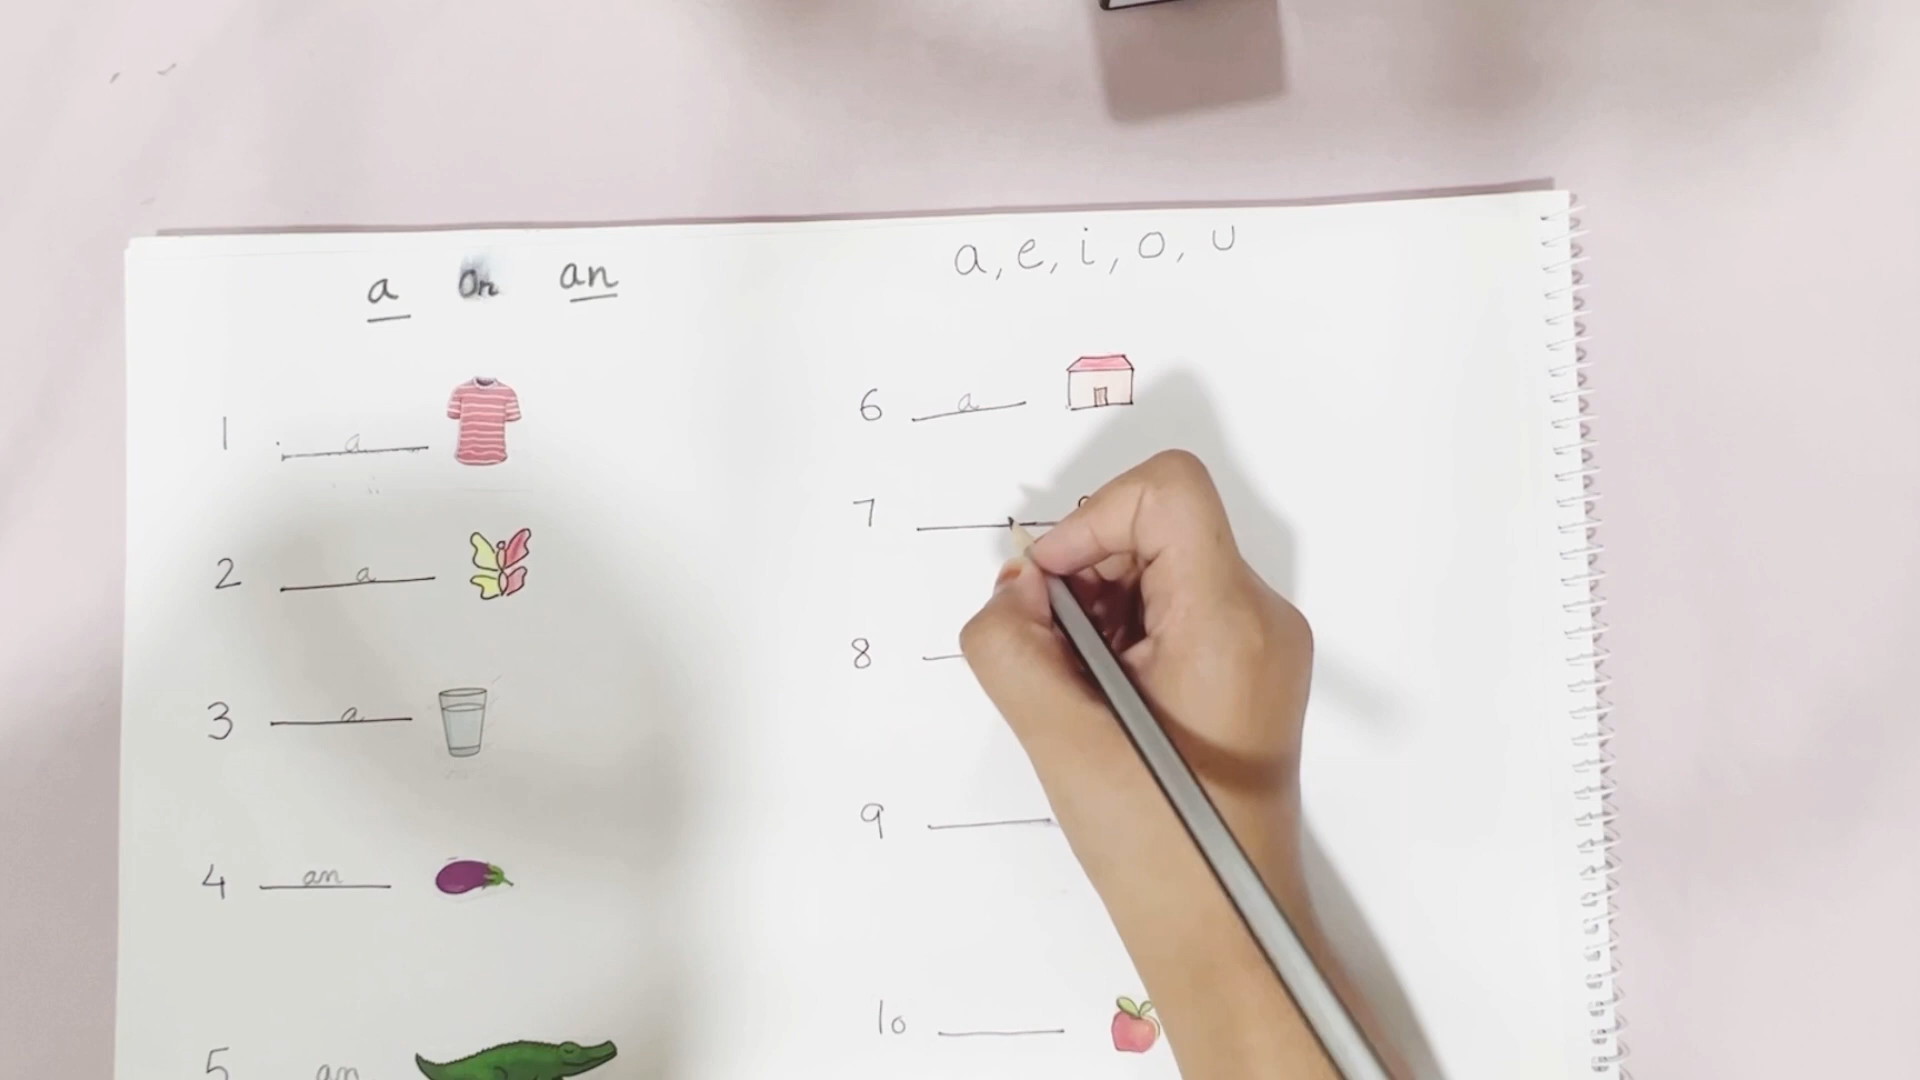 a or an
a, e, i, o, u
1 a
2 a
3 a
4 an
5 an
6 a
7
8
9
10